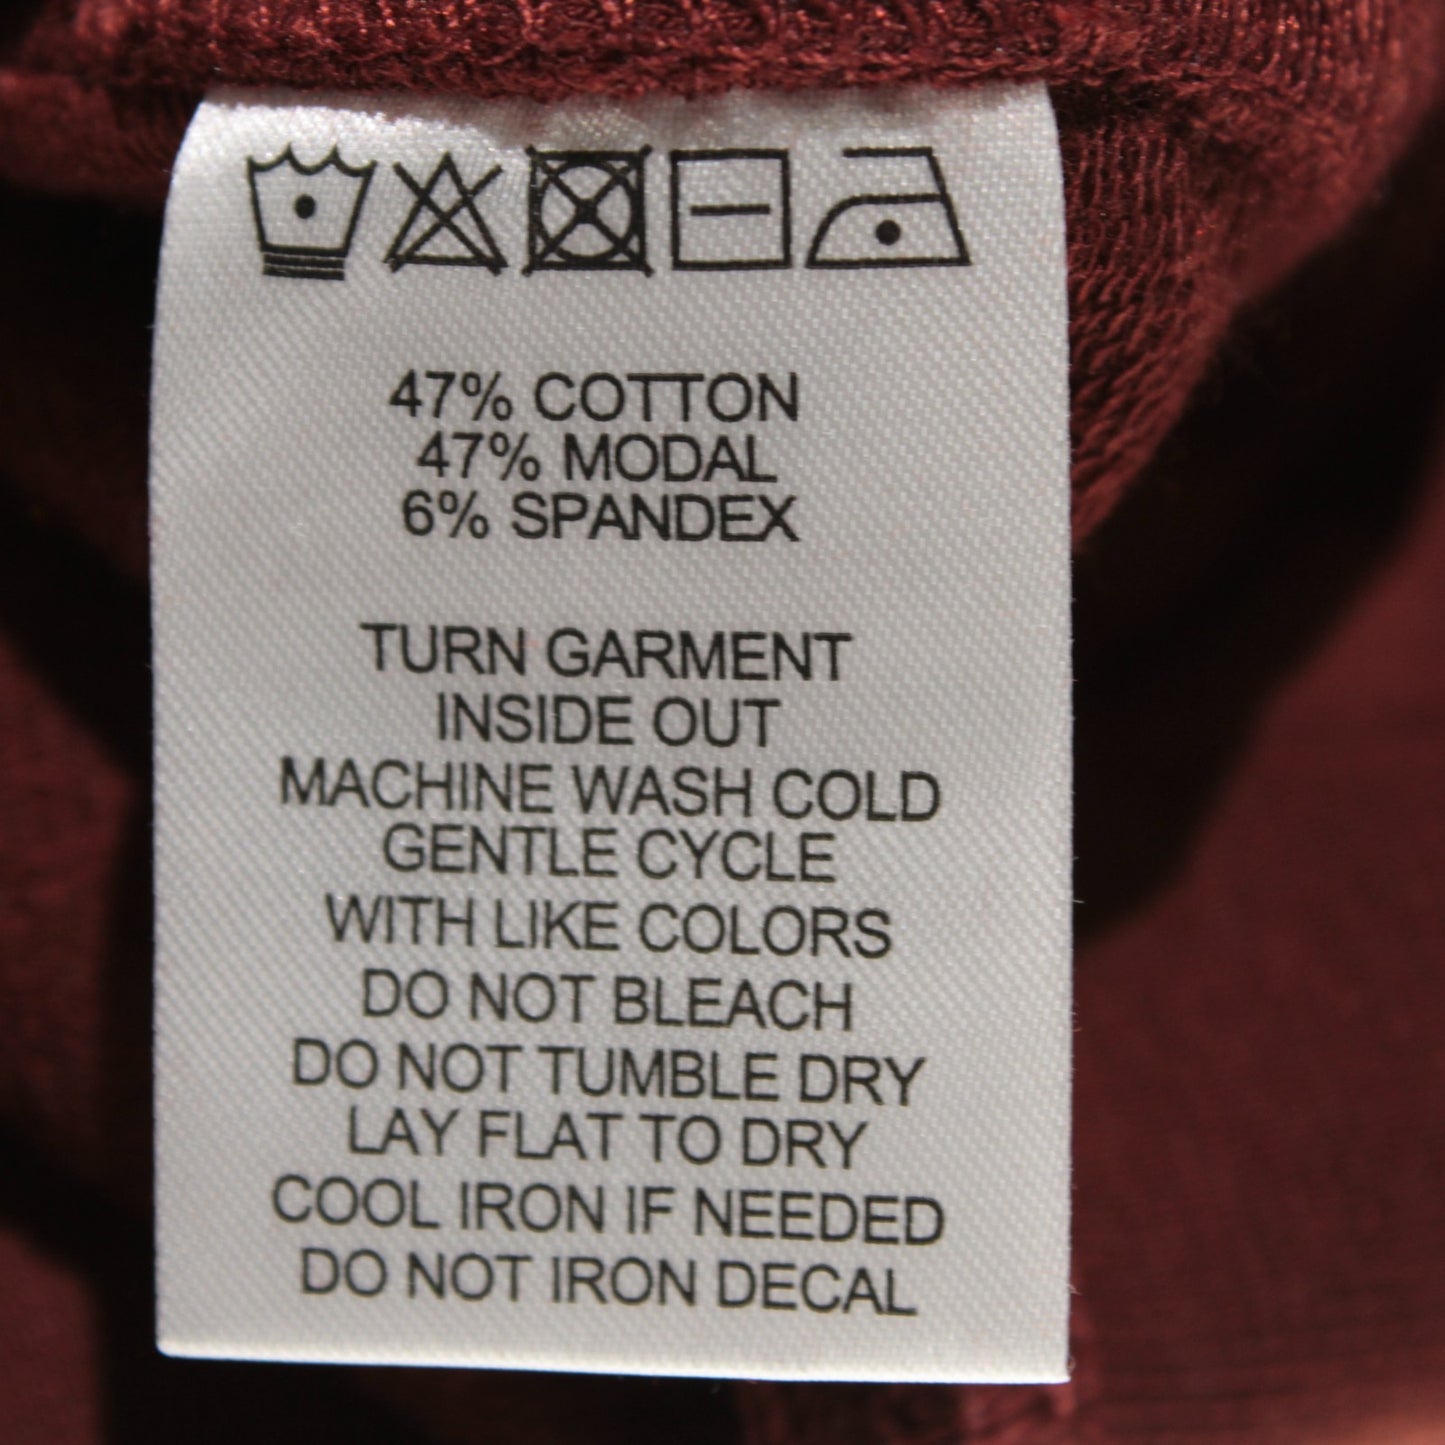 47% COTTON
47% MODAL
6% SPANDEX
TURN GARMENT
INSIDE OUT
MACHINE WASH COLD
GENTLE CYCLE
WITH LIKE COLORS
DO NOT BLEACH
DO NOT TUMBLE DRY
LAY FLAT TO DRY
COOL IRON IF NEEDED
DO NOT IRON DECAL